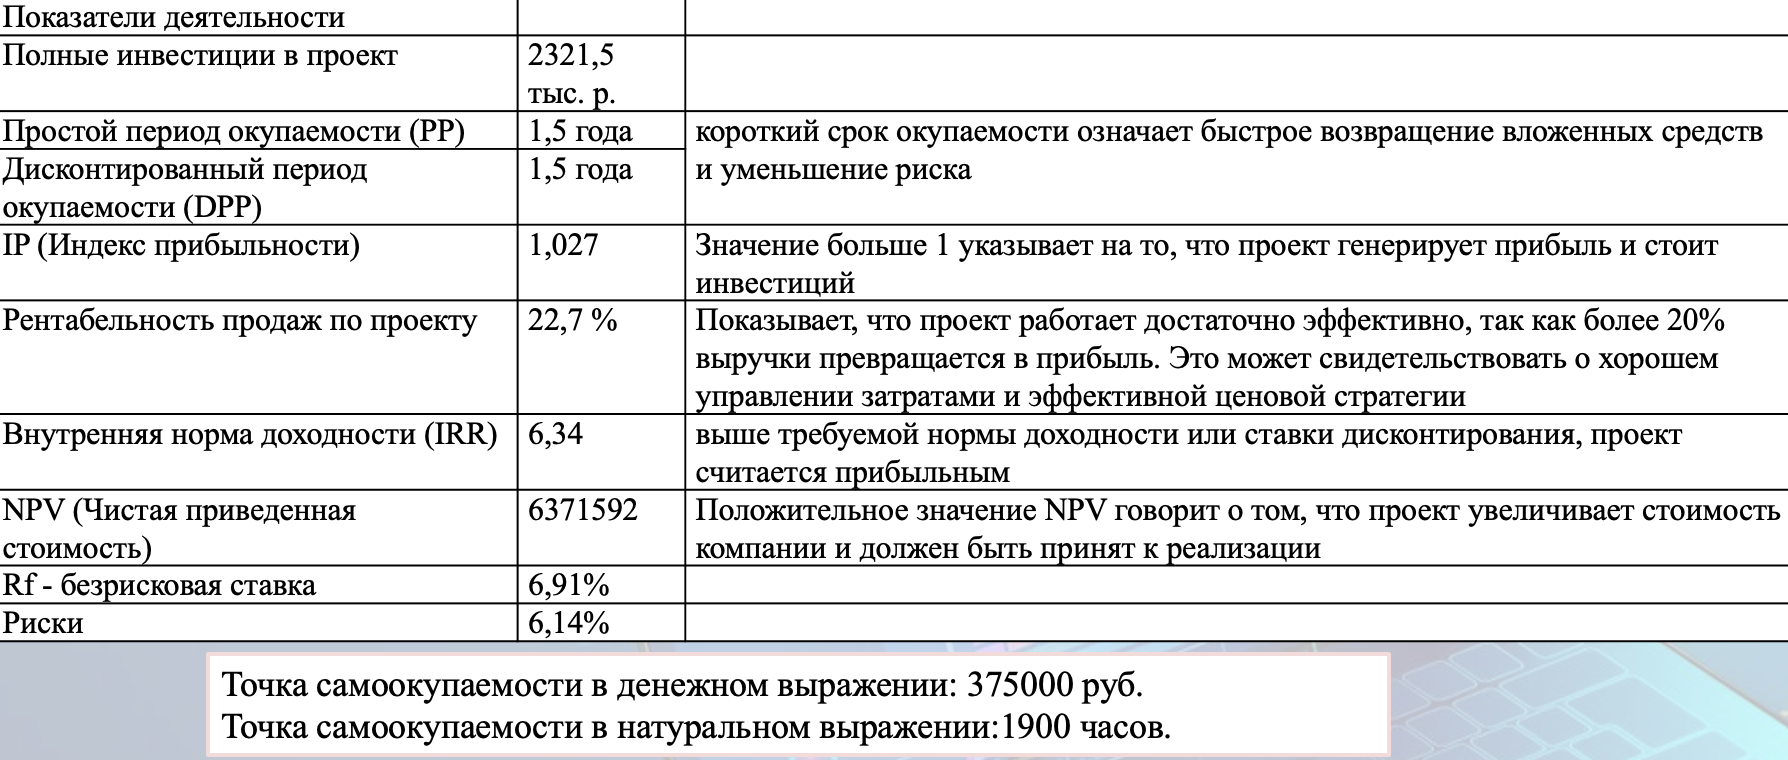 Показатели деятельности
Полные инвестиции в проект
2321,5
тыс. р.
Простой период окупаемости (PP)
1,5 года
короткий срок окупаемости означает быстрое возвращение вложенных средств
и уменьшение риска
Дисконтированный период
окупаемости (DPP)
1,5 года
IP (Индекс прибыльности)
1,027
Значение больше 1 указывает на то, что проект генерирует прибыль и стоит
инвестиций
Рентабельность продаж по проекту
22,7 %
Показывает, что проект работает достаточно эффективно, так как более 20%
выручки превращается в прибыль. Это может свидетельствовать о хорошем
управлении затратами и эффективной ценовой стратегии
Внутренняя норма доходности (IRR)
6,34
выше требуемой нормы доходности или ставки дисконтирования, проект
считается прибыльным
NPV (Чистая приведенная
стоимость)
6371592
Положительное значение NPV говорит о том, что проект увеличивает стоимость
компании и должен быть принят к реализации
Rf - безрисковая ставка
6,91%
Риски
6,14%
Точка самоокупаемости в денежном выражении: 375000 руб.
Точка самоокупаемости в натуральном выражении:1900 часов.